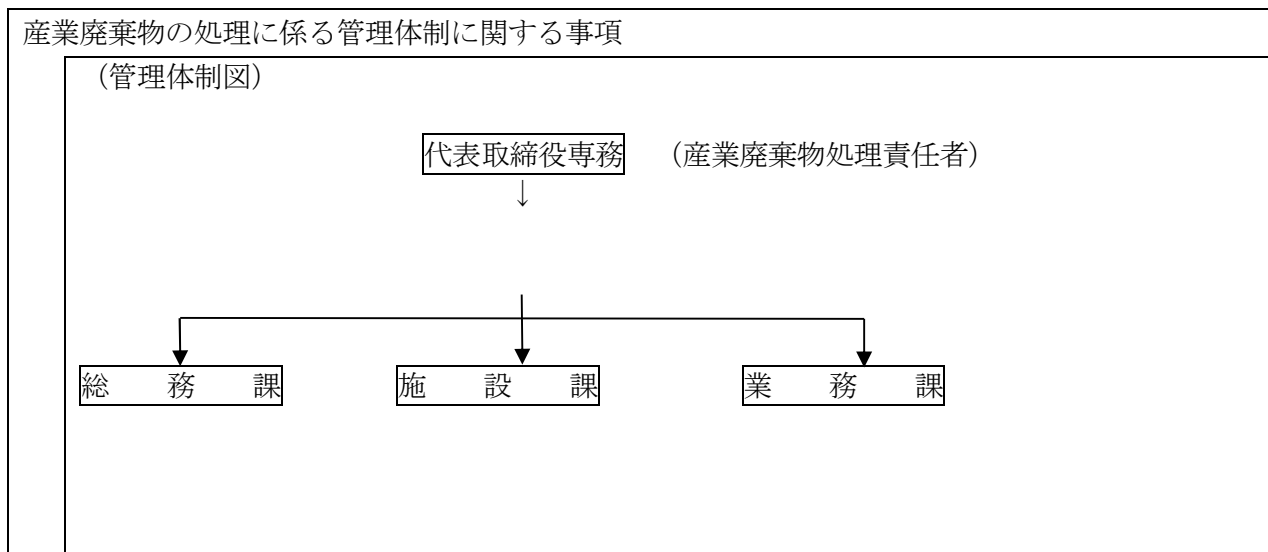 産業廃棄物の処理に係る管理体制に関する事項
（管理体制図）
代表取締役専務　（産業廃棄物処理責任者）
↓
総　務　課　施　設　課　業　務　課